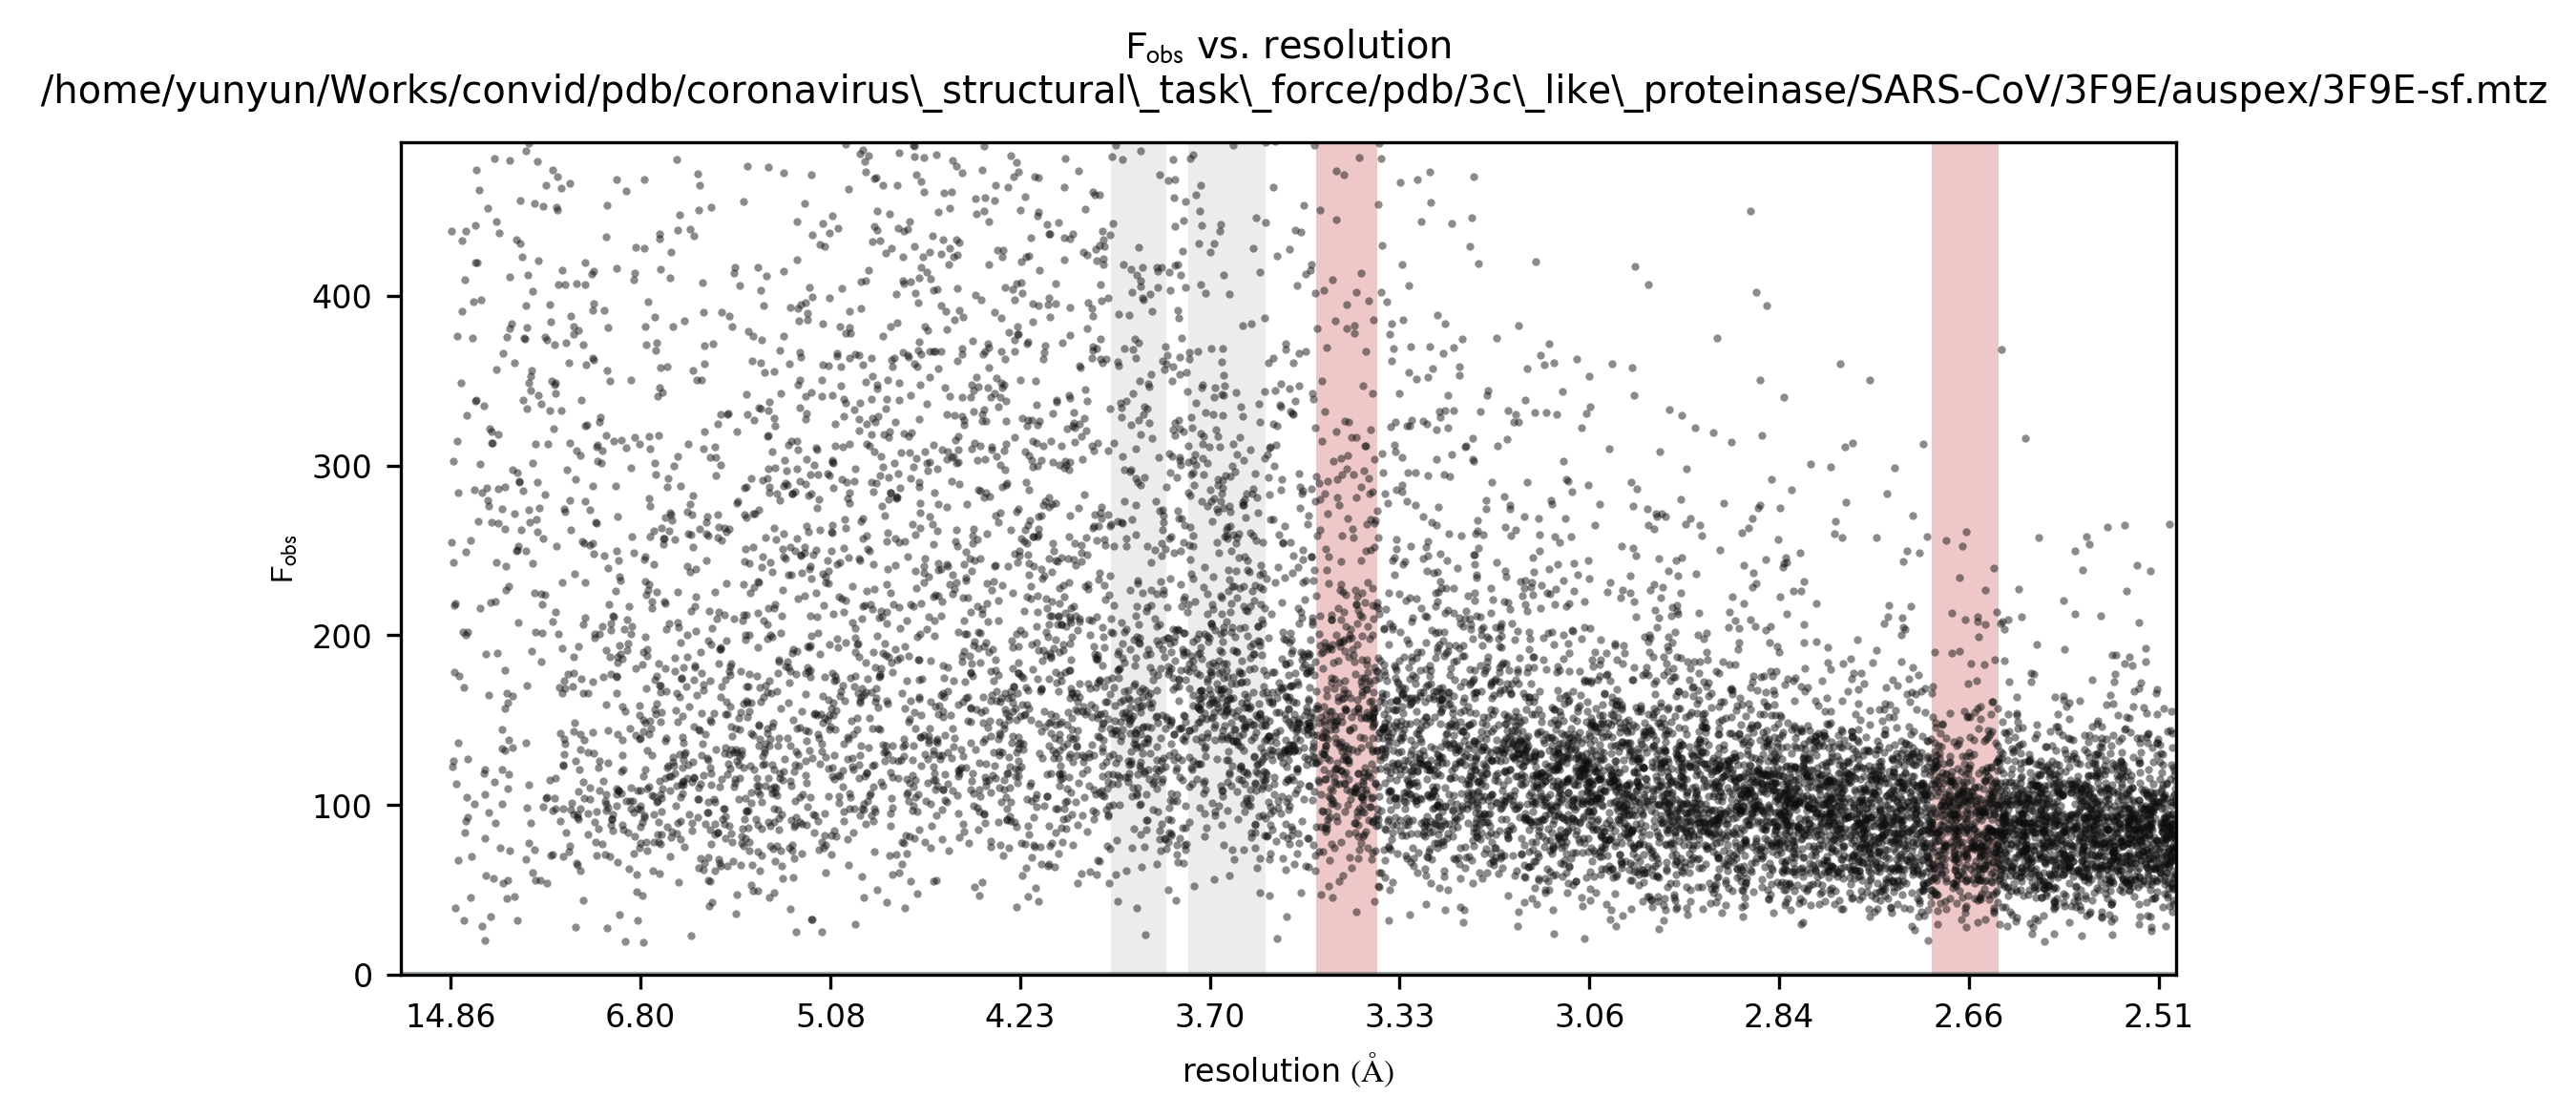 Fobs vs. resolution
/home/yunyun/Works/convid/pdb/coronavirus\_structural\_task\_force/pdb/3c\_like\_proteinase/SARS-CoV/3F9E/auspex/3F9E-sf.mtz
400
300
200
100
0
Fobs
14.86 6.80 5.08 4.23 3.70 3.33 3.06 2.84 2.66 2.51
resolution (Å)